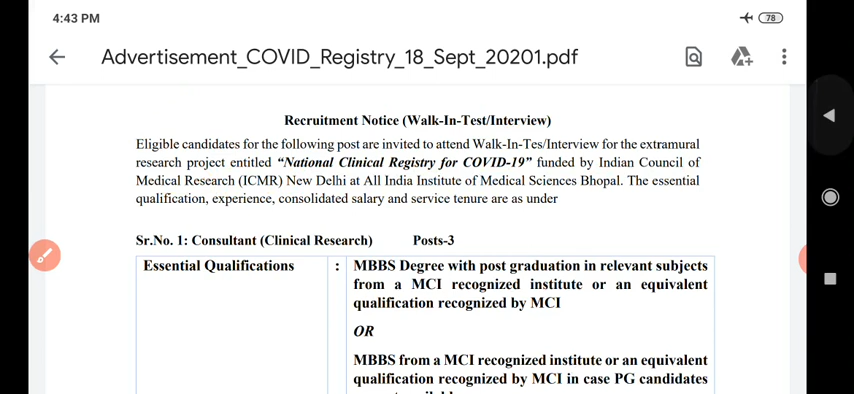 4:43 PM
78
Advertisement_COVID_Registry_18_Sept_20201.pdf
Recruitment Notice (Walk-In-Test/Interview)
Eligible candidates for the following post are invited to attend Walk-In-Tes/Interview for the extramural
research project entitled “National Clinical Registry for COVID-19” funded by Indian Council of
Medical Research (ICMR) New Delhi at All India Institute of Medical Sciences Bhopal. The essential
qualification, experience, consolidated salary and service tenure are as under
Sr.No. 1: Consultant (Clinical Research) Posts-3
Essential Qualifications : MBBS Degree with post graduation in relevant subjects
from a MCI recognized institute or an equivalent
qualification recognized by MCI
OR
MBBS from a MCI recognized institute or an equivalent
qualification recognized by MCI in case PG candidates